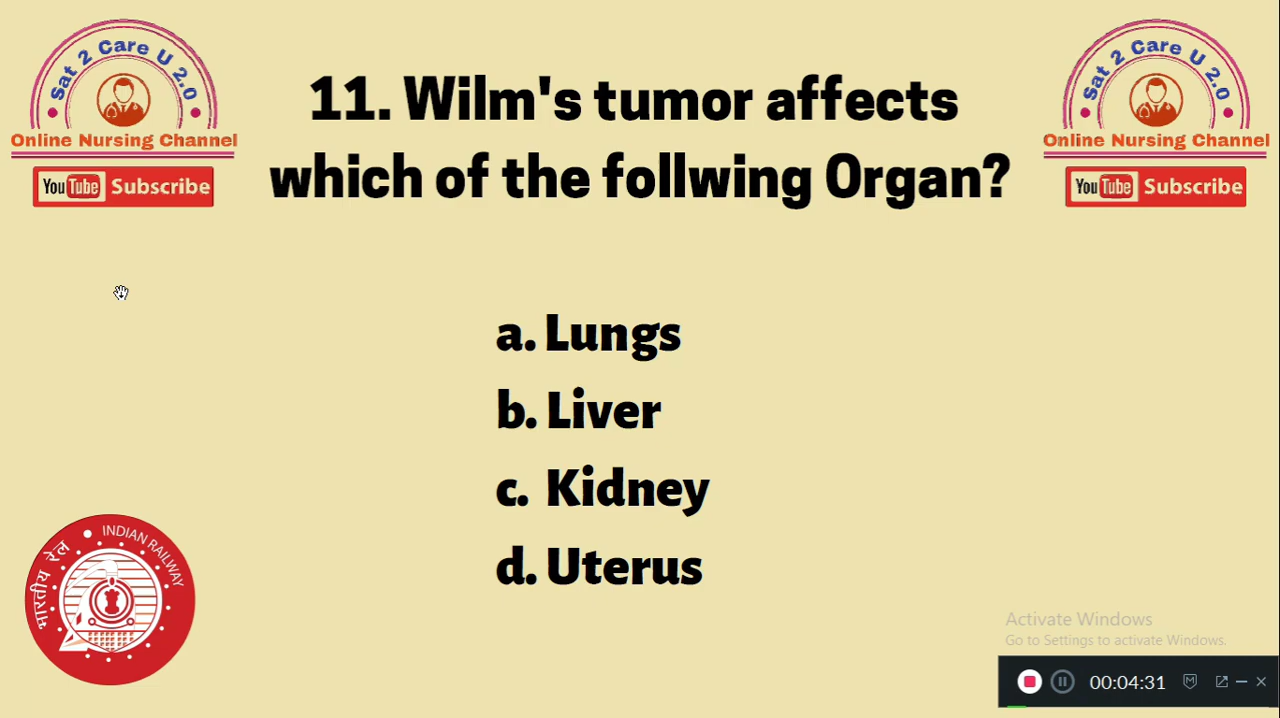 Sat 2 Care U 2.0
Online Nursing Channel
YouTube Subscribe
11. Wilm's tumor affects
which of the follwing Organ?
Sat 2 Care U 2.0
Online Nursing Channel
YouTube Subscribe
a. Lungs
b. Liver
c. Kidney
d. Uterus
भारतीय रेल
INDIAN RAILWAY
Activate Windows
Go to Settings to activate Windows.
00:04:31